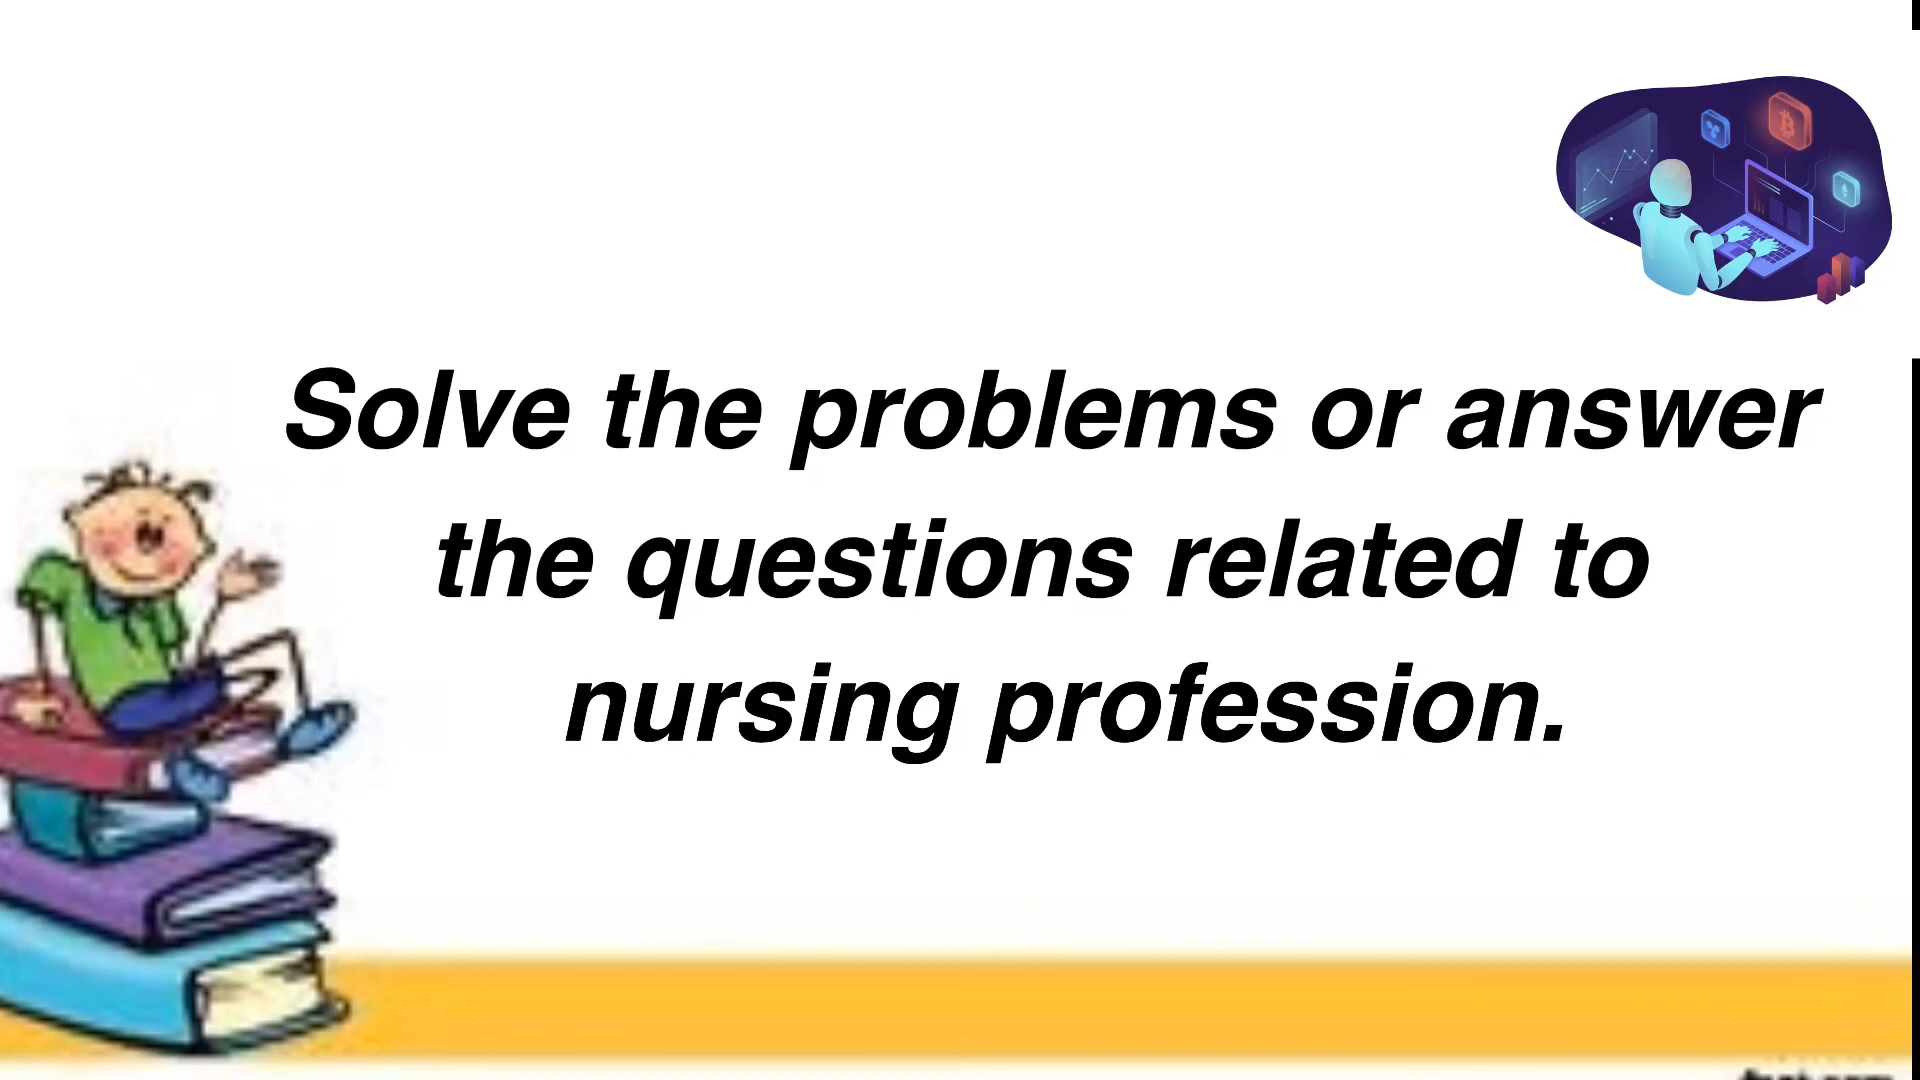 Solve the problems or answer
the questions related to
nursing profession.